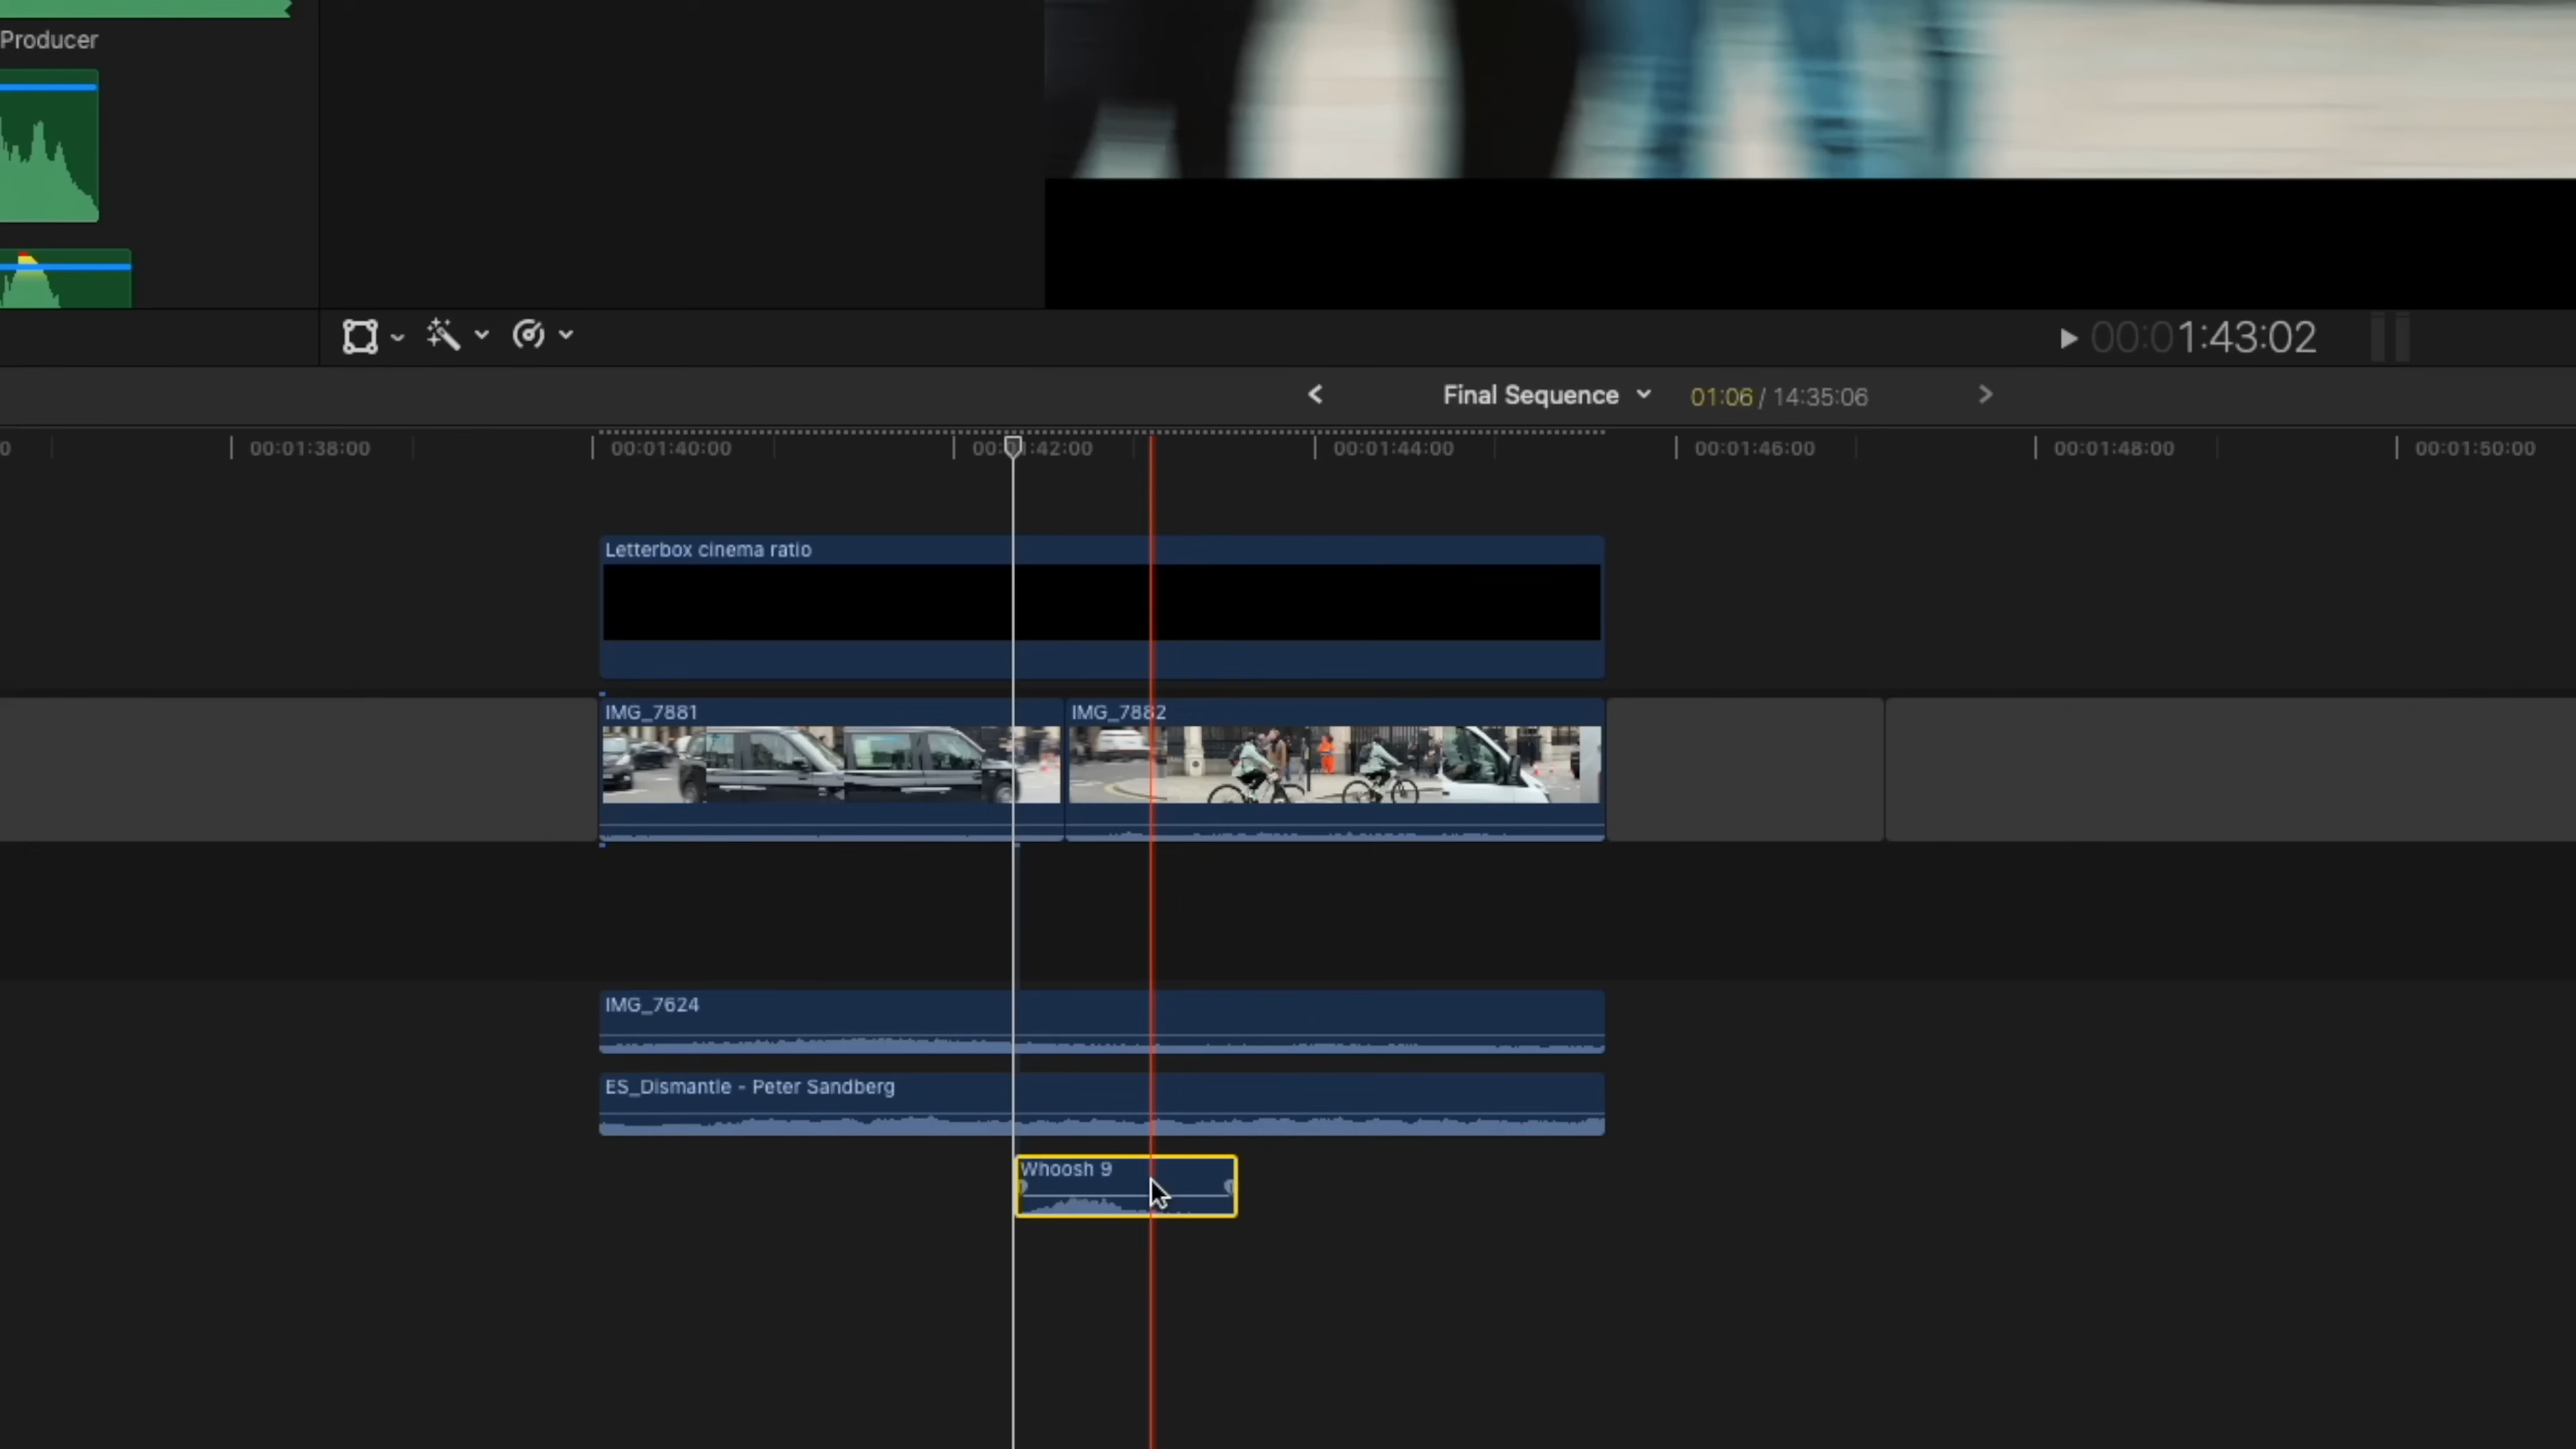 Producer
00:01:43:02
Final Sequence 01:06 / 14:35:06
0 00:01:38:00 00:01:40:00 00:01:42:00 00:01:44:00 00:01:46:00 00:01:48:00 00:01:50:00
Letterbox cinema ratio
IMG_7881 IMG_7882
IMG_7624
ES_Dismantle - Peter Sandberg
Whoosh 9